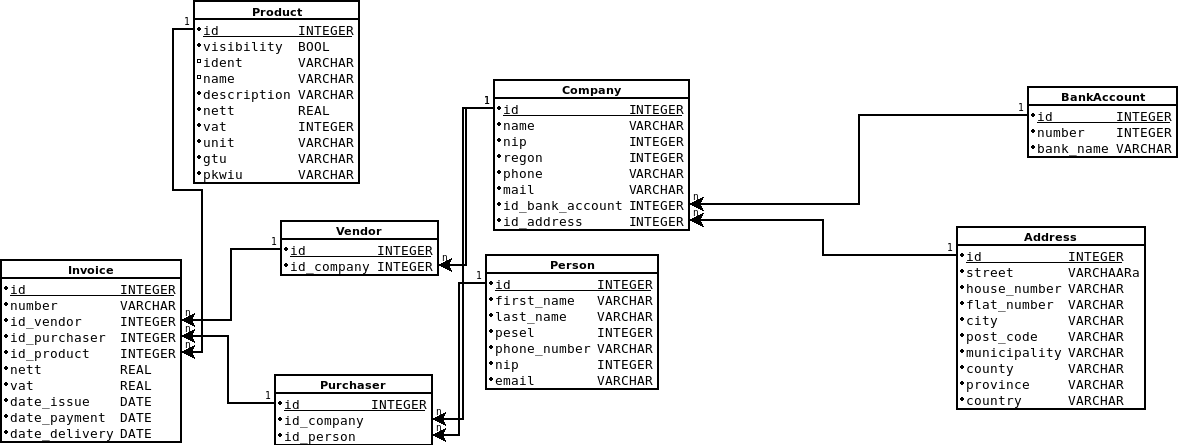 Product
id INTEGER
visibility BOOL
ident VARCHAR
name VARCHAR
description VARCHAR
nett REAL
vat INTEGER
unit VARCHAR
gtu VARCHAR
pkwiu VARCHAR
1
Company
id INTEGER
name VARCHAR
nip INTEGER
regon INTEGER
phone VARCHAR
mail VARCHAR
id_bank_account INTEGER
id_address INTEGER
1
n
n
BankAccount
id INTEGER
number INTEGER
bank_name VARCHAR
1
Vendor
id INTEGER
id_company INTEGER
1
n
Address
id INTEGER
street VARCHAARa
house_number VARCHAR
flat_number VARCHAR
city VARCHAR
post_code VARCHAR
municipality VARCHAR
county VARCHAR
province VARCHAR
country VARCHAR
1
Person
id INTEGER
first_name VARCHAR
last_name VARCHAR
pesel INTEGER
phone_number VARCHAR
nip INTEGER
email VARCHAR
1
Invoice
id INTEGER
number VARCHAR
id_vendor INTEGER
id_purchaser INTEGER
id_product INTEGER
nett REAL
vat REAL
date_issue DATE
date_payment DATE
date_delivery DATE
n
n
n
Purchaser
id INTEGER
id_company
id_person
1
n
n